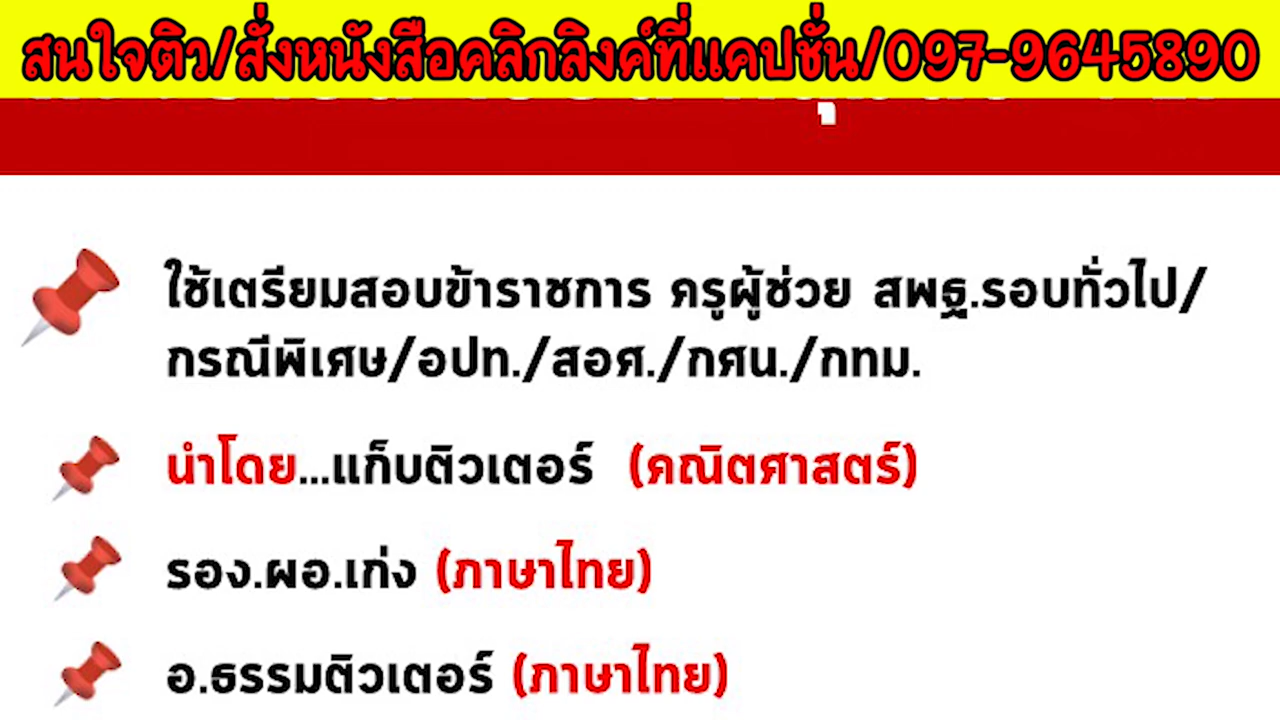 สนใจติว/สั่งหนังสือคลิกลิงค์ที่แคปชั่น/097-9645890
ใช้เตรียมสอบข้าราชการ ครูผู้ช่วย สพฐ.รอบทั่วไป/
กรณีพิเศษ/อปท./สอศ./กศน./กทม.
นำโดย...แก็บติวเตอร์ (คณิตศาสตร์)
รอง.ผอ.เก่ง (ภาษาไทย)
อ.ธรรมติวเตอร์ (ภาษาไทย)